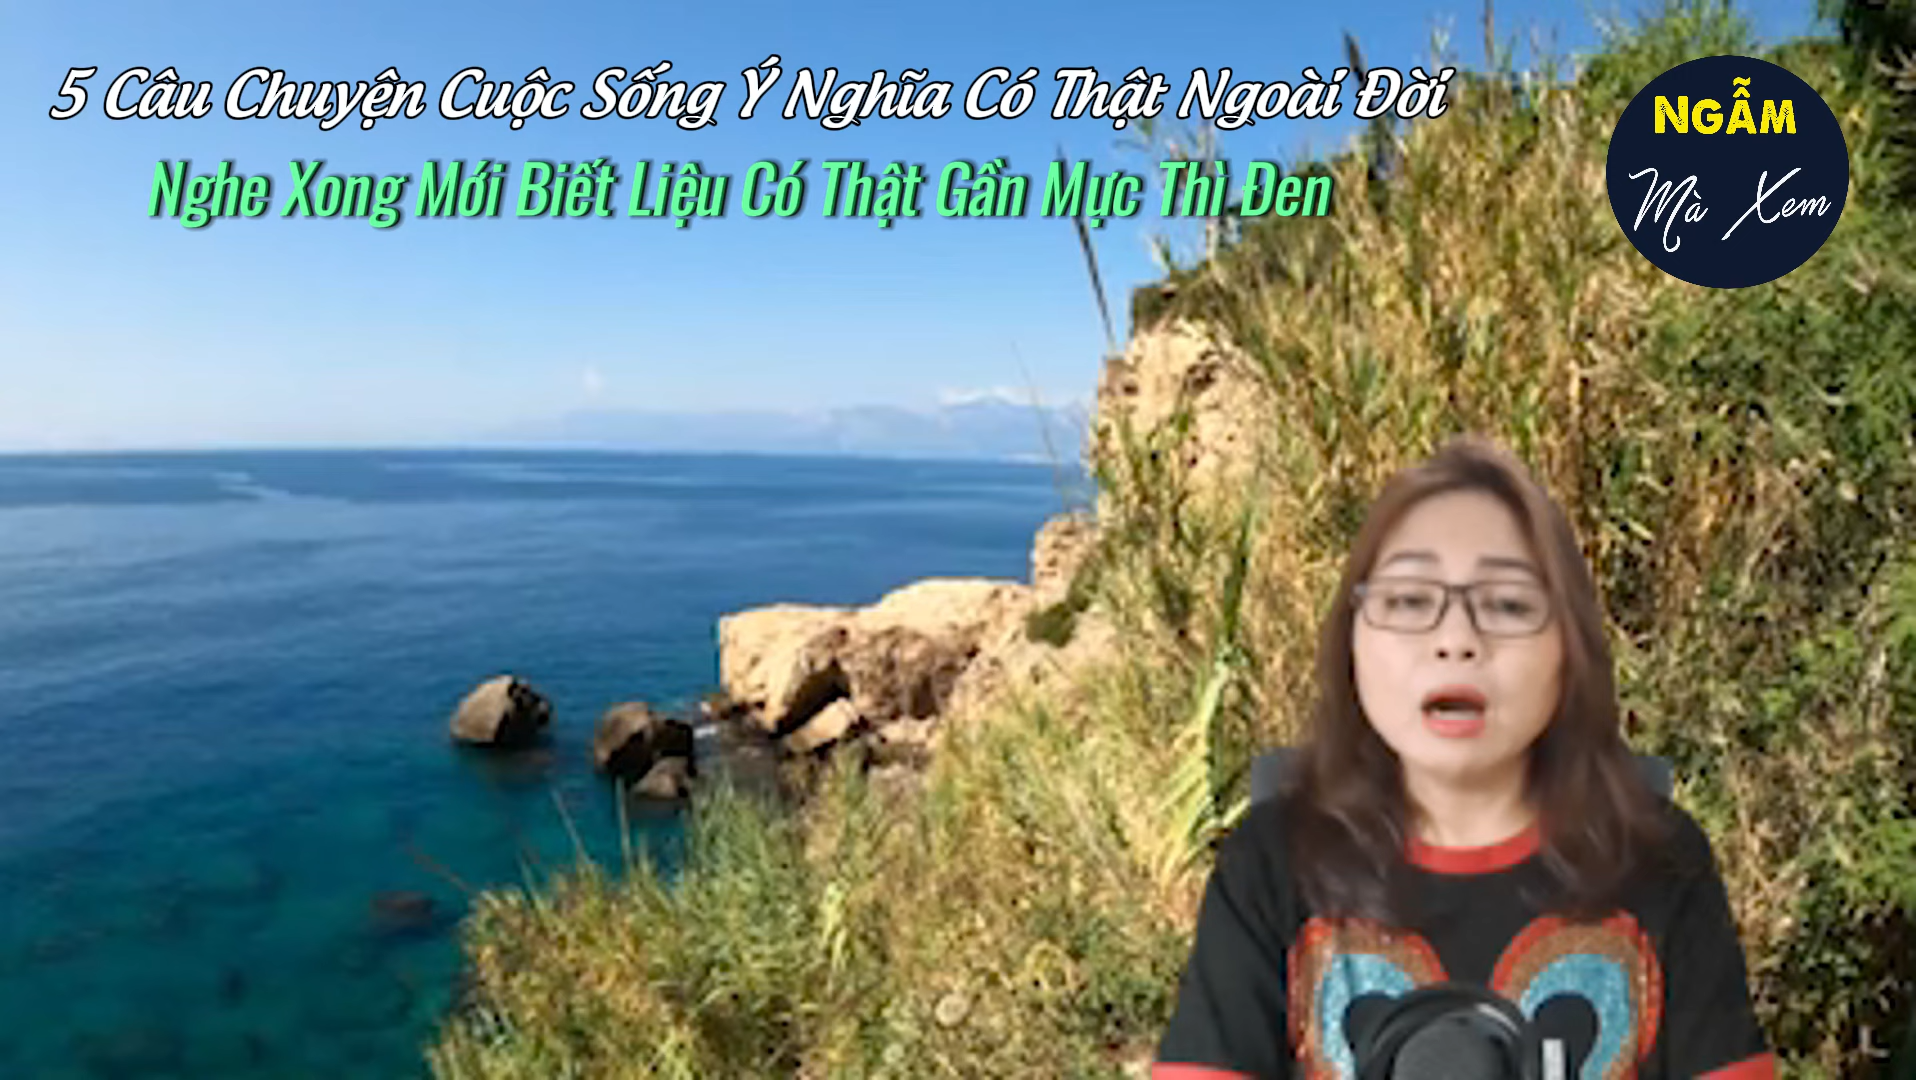 5 Câu Chuyện Cuộc Sống Ý Nghĩa Có Thật Ngoài Đời
Nghe Xong Mới Biết Liệu Có Thật Gần Mực Thì Đen
NGẪM
Mà Xem